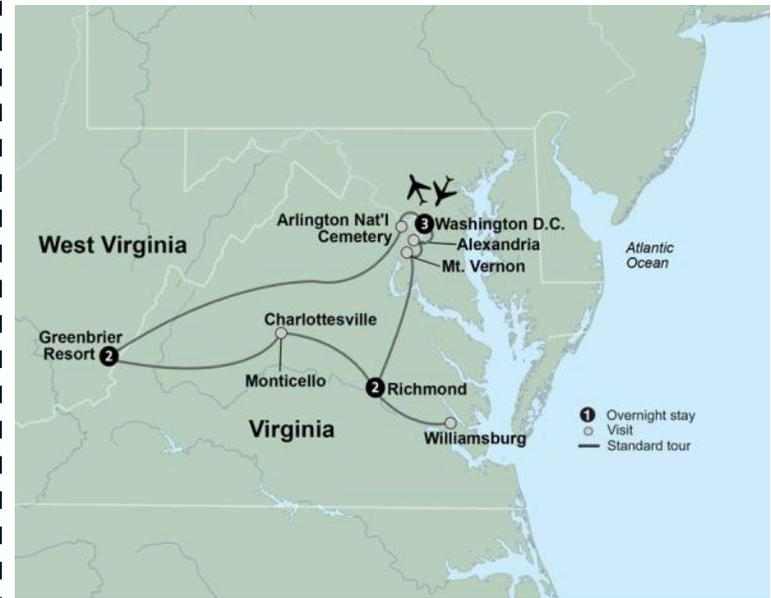 Arlington Nat'l
Cemetery
3
Washington D.C.
Alexandria
Mt. Vernon
West Virginia
Atlantic
Ocean
Charlottesville
Greenbrier
Resort
2
Monticello
2
Richmond
Virginia
Williamsburg
1 Overnight stay
Visit
Standard tour